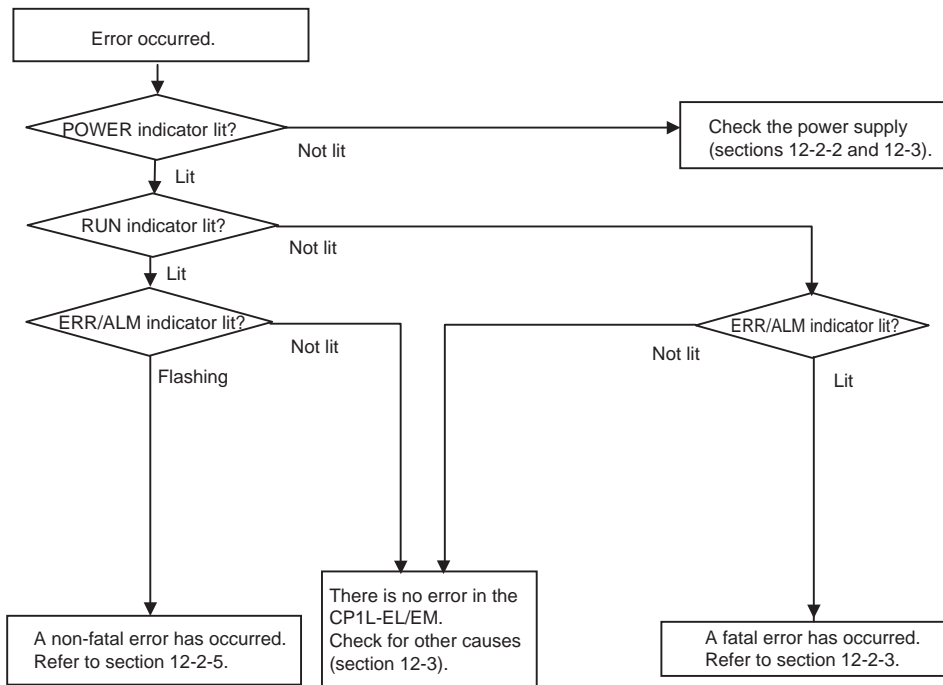 Error occurred.
POWER indicator lit?
Not lit
Check the power supply
(sections 12-2-2 and 12-3).
Lit
RUN indicator lit?
Not lit
Lit
ERR/ALM indicator lit?
Not lit
Flashing
ERR/ALM indicator lit?
Not lit
Lit
There is no error in the
CP1L-EL/EM.
Check for other causes
(section 12-3).
A non-fatal error has occurred.
Refer to section 12-2-5.
A fatal error has occurred.
Refer to section 12-2-3.